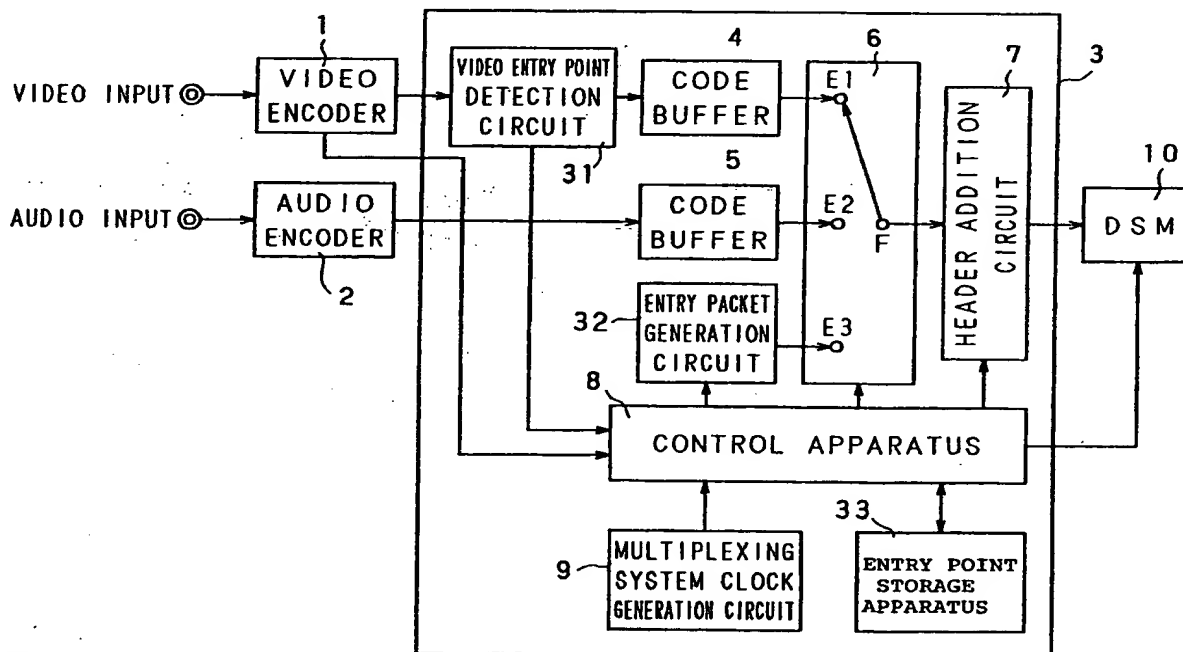 1
4
6
7
3
VIDEO INPUT
VIDEO
ENCODER
VIDEO ENTRY POINT
DETECTION
CIRCUIT
31
CODE
BUFFER
E1
10
5
AUDIO INPUT
AUDIO
ENCODER
2
CODE
BUFFER
E2
F
HEADER ADDITION
CIRCUIT
DSM
32
ENTRY PACKET
GENERATION
CIRCUIT
E3
8
CONTROL APPARATUS
33
9
MULTIPLEXING
SYSTEM CLOCK
GENERATION CIRCUIT
ENTRY POINT
STORAGE
APPARATUS